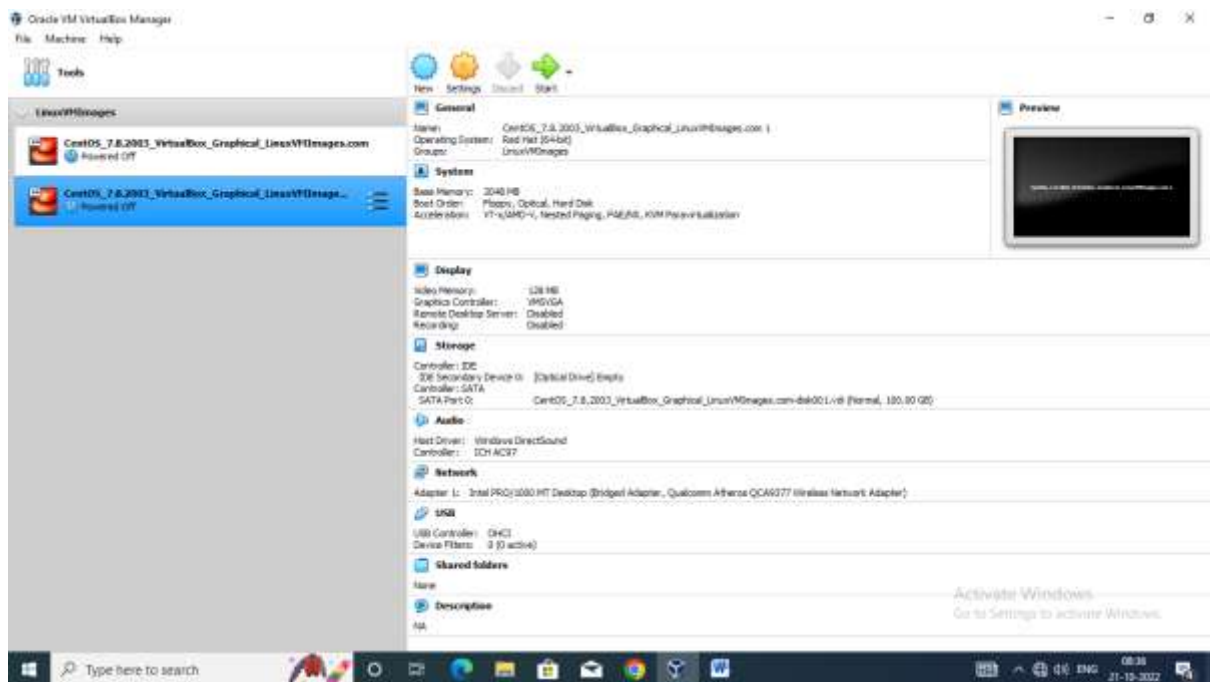 Oracle VM VirtualBox Manager
File Machine Help
Tools
New Settings Discard Start
LinuxVMImages
CentOS_7.8.2003_VirtualBox_Graphical_LinuxVMImages.com
Powered Off
CentOS_7.8.2003_VirtualBox_Graphical_LinuxVMImage...
Powered Off
General
Name: CentOS_7.8.2003_VirtualBox_Graphical_LinuxVMImages.com 1
Operating System: Red Hat (64-bit)
Groups: LinuxVMImages
Preview
System
Base Memory: 2048 MB
Boot Order: Floppy, Optical, Hard Disk
Acceleration: VT-x/AMD-V, Nested Paging, PAE/NX, KVM Paravirtualization
Display
Video Memory: 128 MB
Graphics Controller: VMSVGA
Remote Desktop Server: Disabled
Recording: Disabled
Storage
Controller: IDE
IDE Secondary Device 0: [Optical Drive] Empty
Controller: SATA
SATA Port 0: CentOS_7.8.2003_VirtualBox_Graphical_LinuxVMImages.com-disk001.vdi (Normal, 100.00 GB)
Audio
Host Driver: Windows DirectSound
Controller: ICH AC97
Network
Adapter 1: Intel PRO/1000 MT Desktop (Bridged Adapter, Qualcomm Atheros QCA9377 Wireless Network Adapter)
USB
USB Controller: OHCI
Device Filters: 0 (0 active)
Shared folders
None
Description
NA
Activate Windows
Go to Settings to activate Windows.
Type here to search
ENG
08:38
21-10-2022